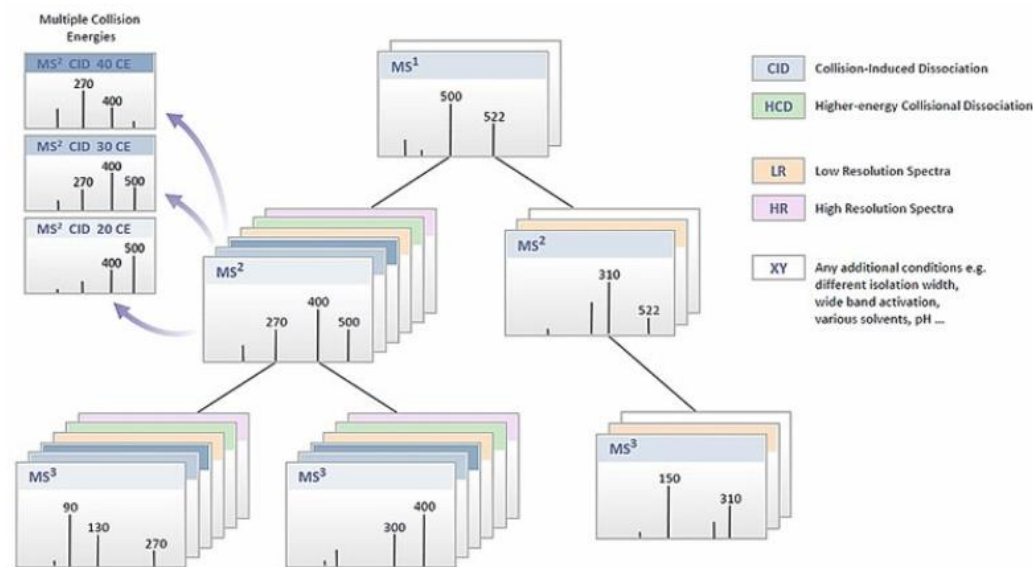 Multiple Collision
Energies
MS² CID 40 CE
270
400
MS² CID 30 CE
400
270
500
MS² CID 20 CE
500
400
MS¹
500
522
CID Collision-Induced Dissociation
HCD Higher-energy Collisional Dissociation
LR Low Resolution Spectra
HR High Resolution Spectra
XY Any additional conditions e.g.
different isolation width,
wide band activation,
various solvents, pH ...
MS²
400
270
500
MS²
310
522
MS³
90
130
270
MS³
400
300
MS³
150
310